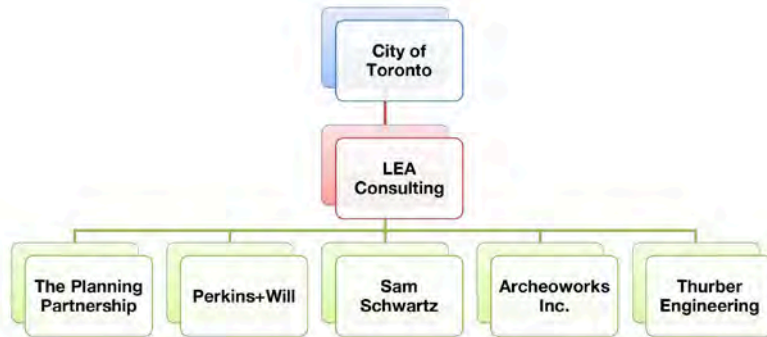 City of
Toronto
LEA
Consulting
The Planning
Partnership
Perkins+Will
Sam
Schwartz
Archeoworks
Inc.
Thurber
Engineering